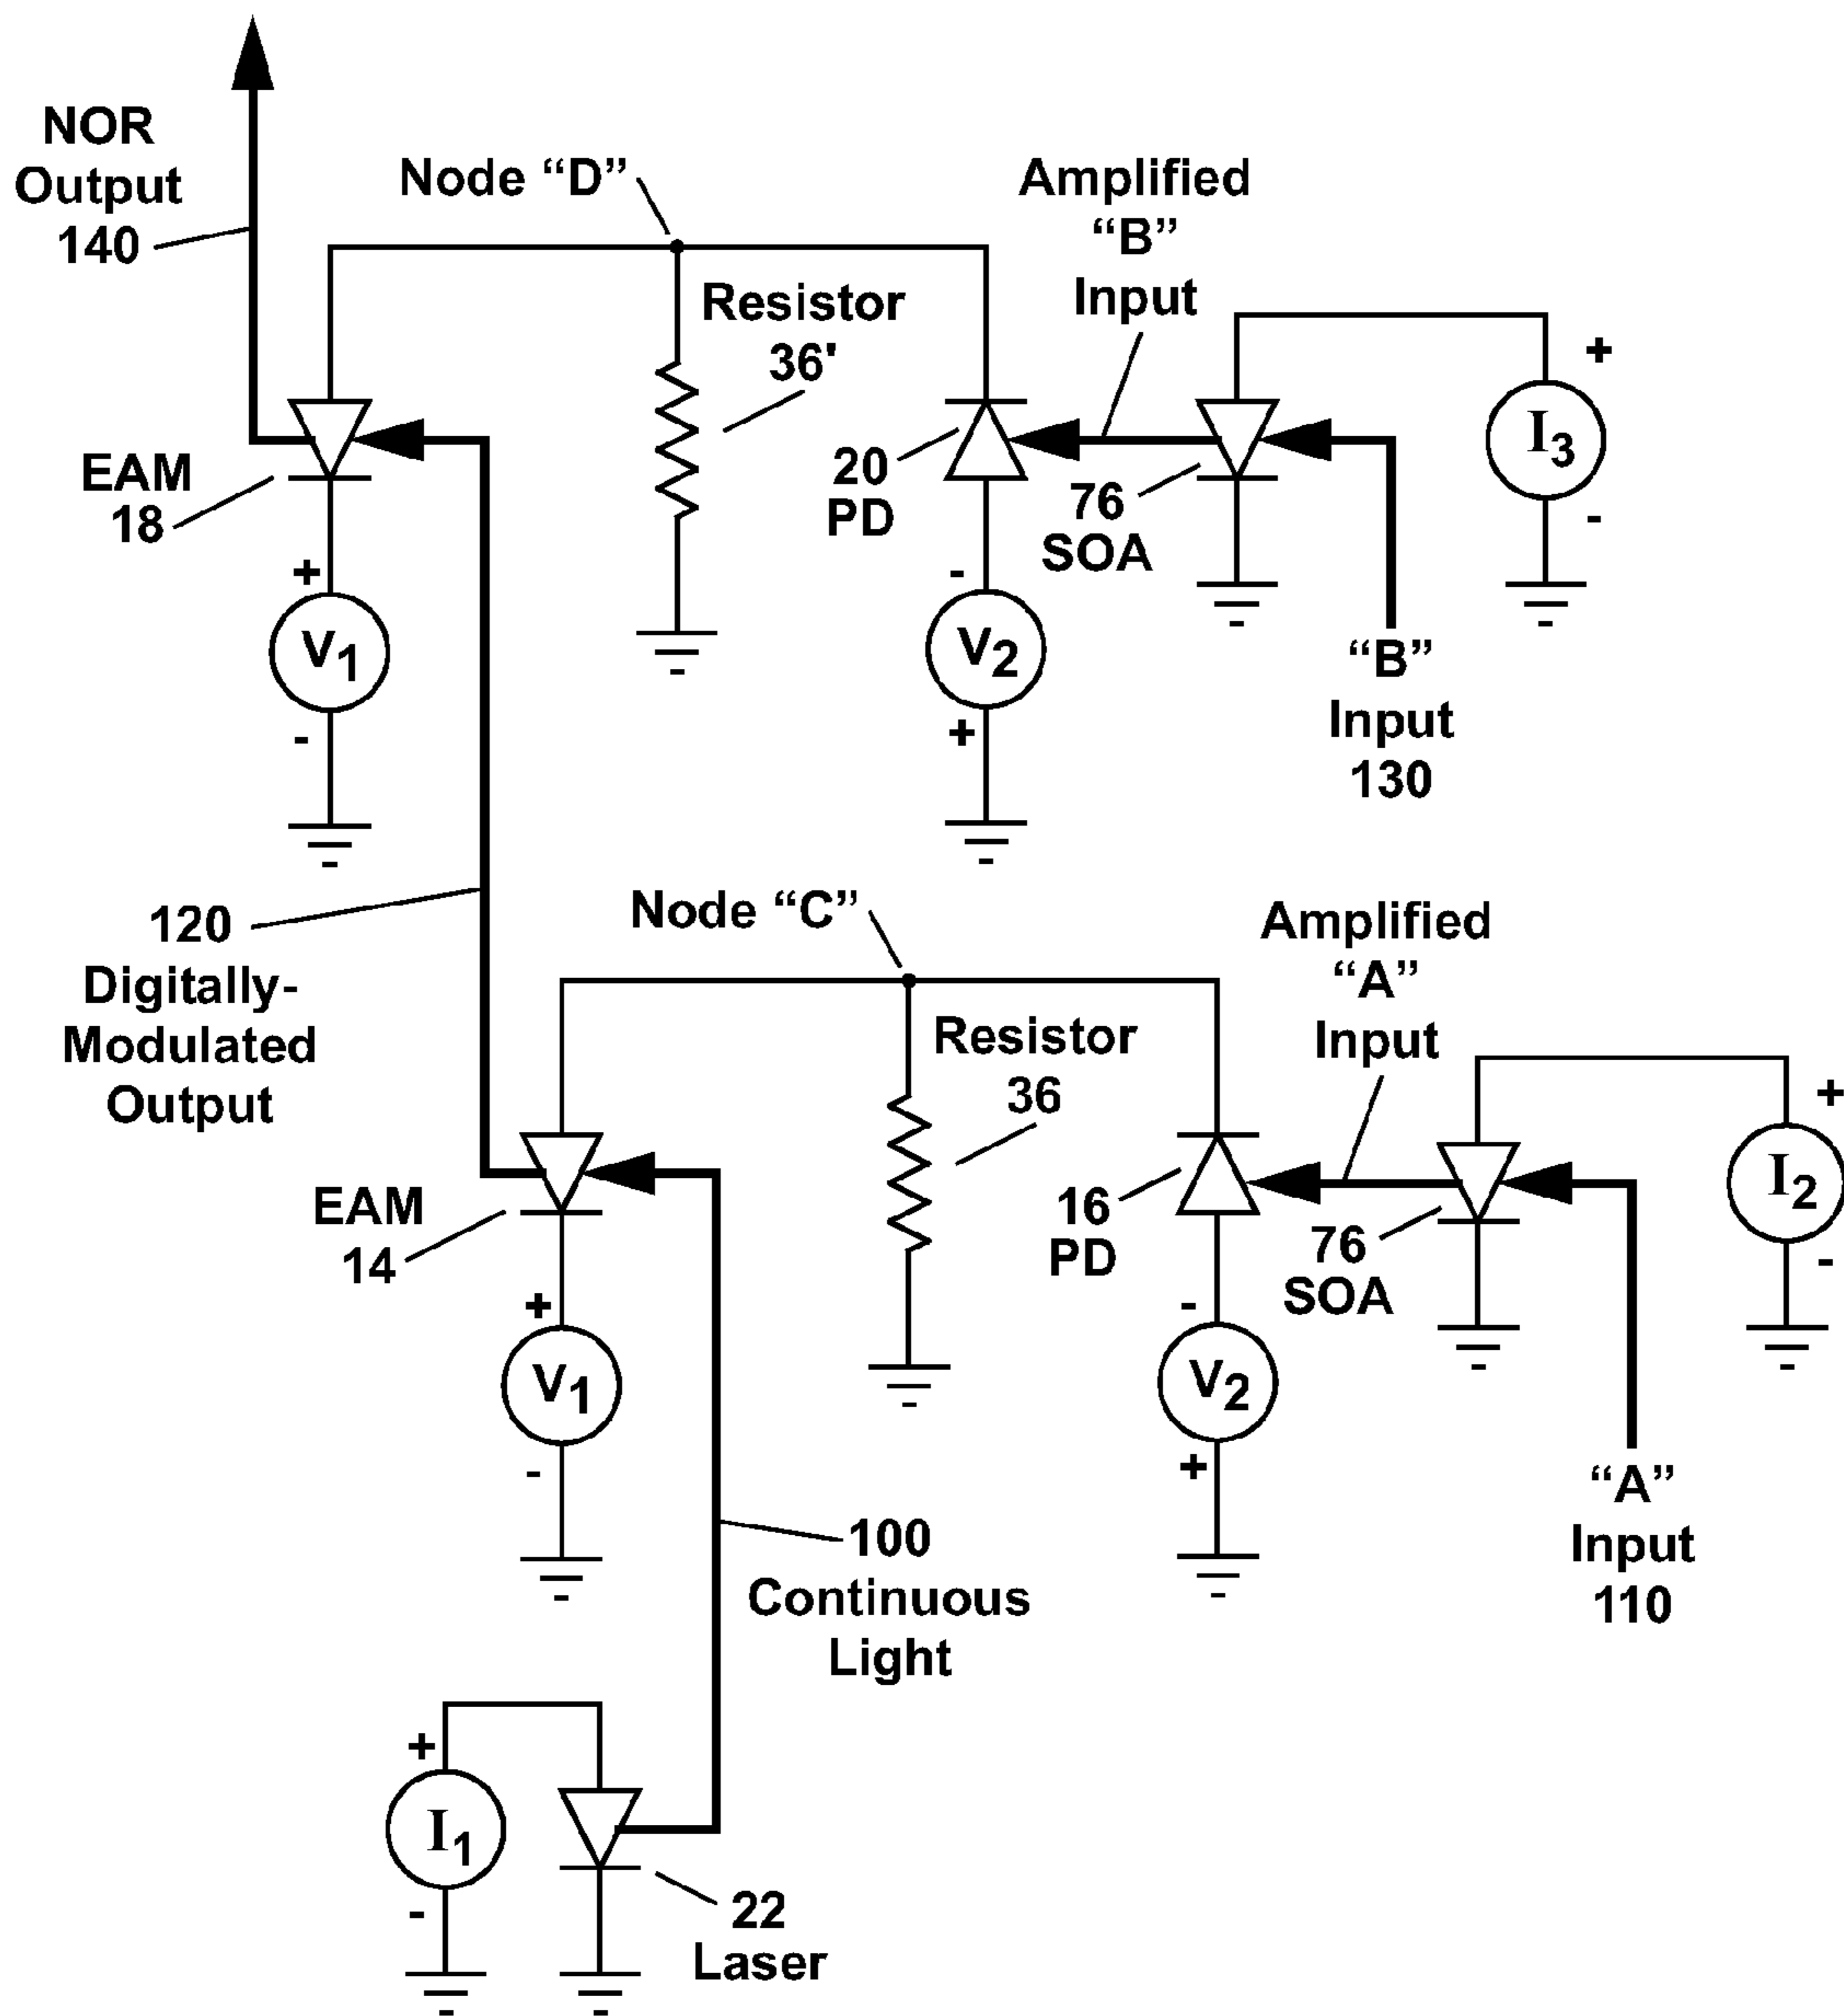 NOR
Output
140
Node “D”
Amplified
“B”
Input
Resistor
36'
+
I3
-
EAM
18
20
PD
76
SOA
+
V1
-
-
V2
+
“B”
Input
130
120
Digitally-
Modulated
Output
Node “C”
Amplified
“A”
Input
Resistor
36
+
I2
-
EAM
14
16
PD
76
SOA
+
V1
-
-
V2
+
“A”
Input
110
100
Continuous
Light
+
I1
-
22
Laser